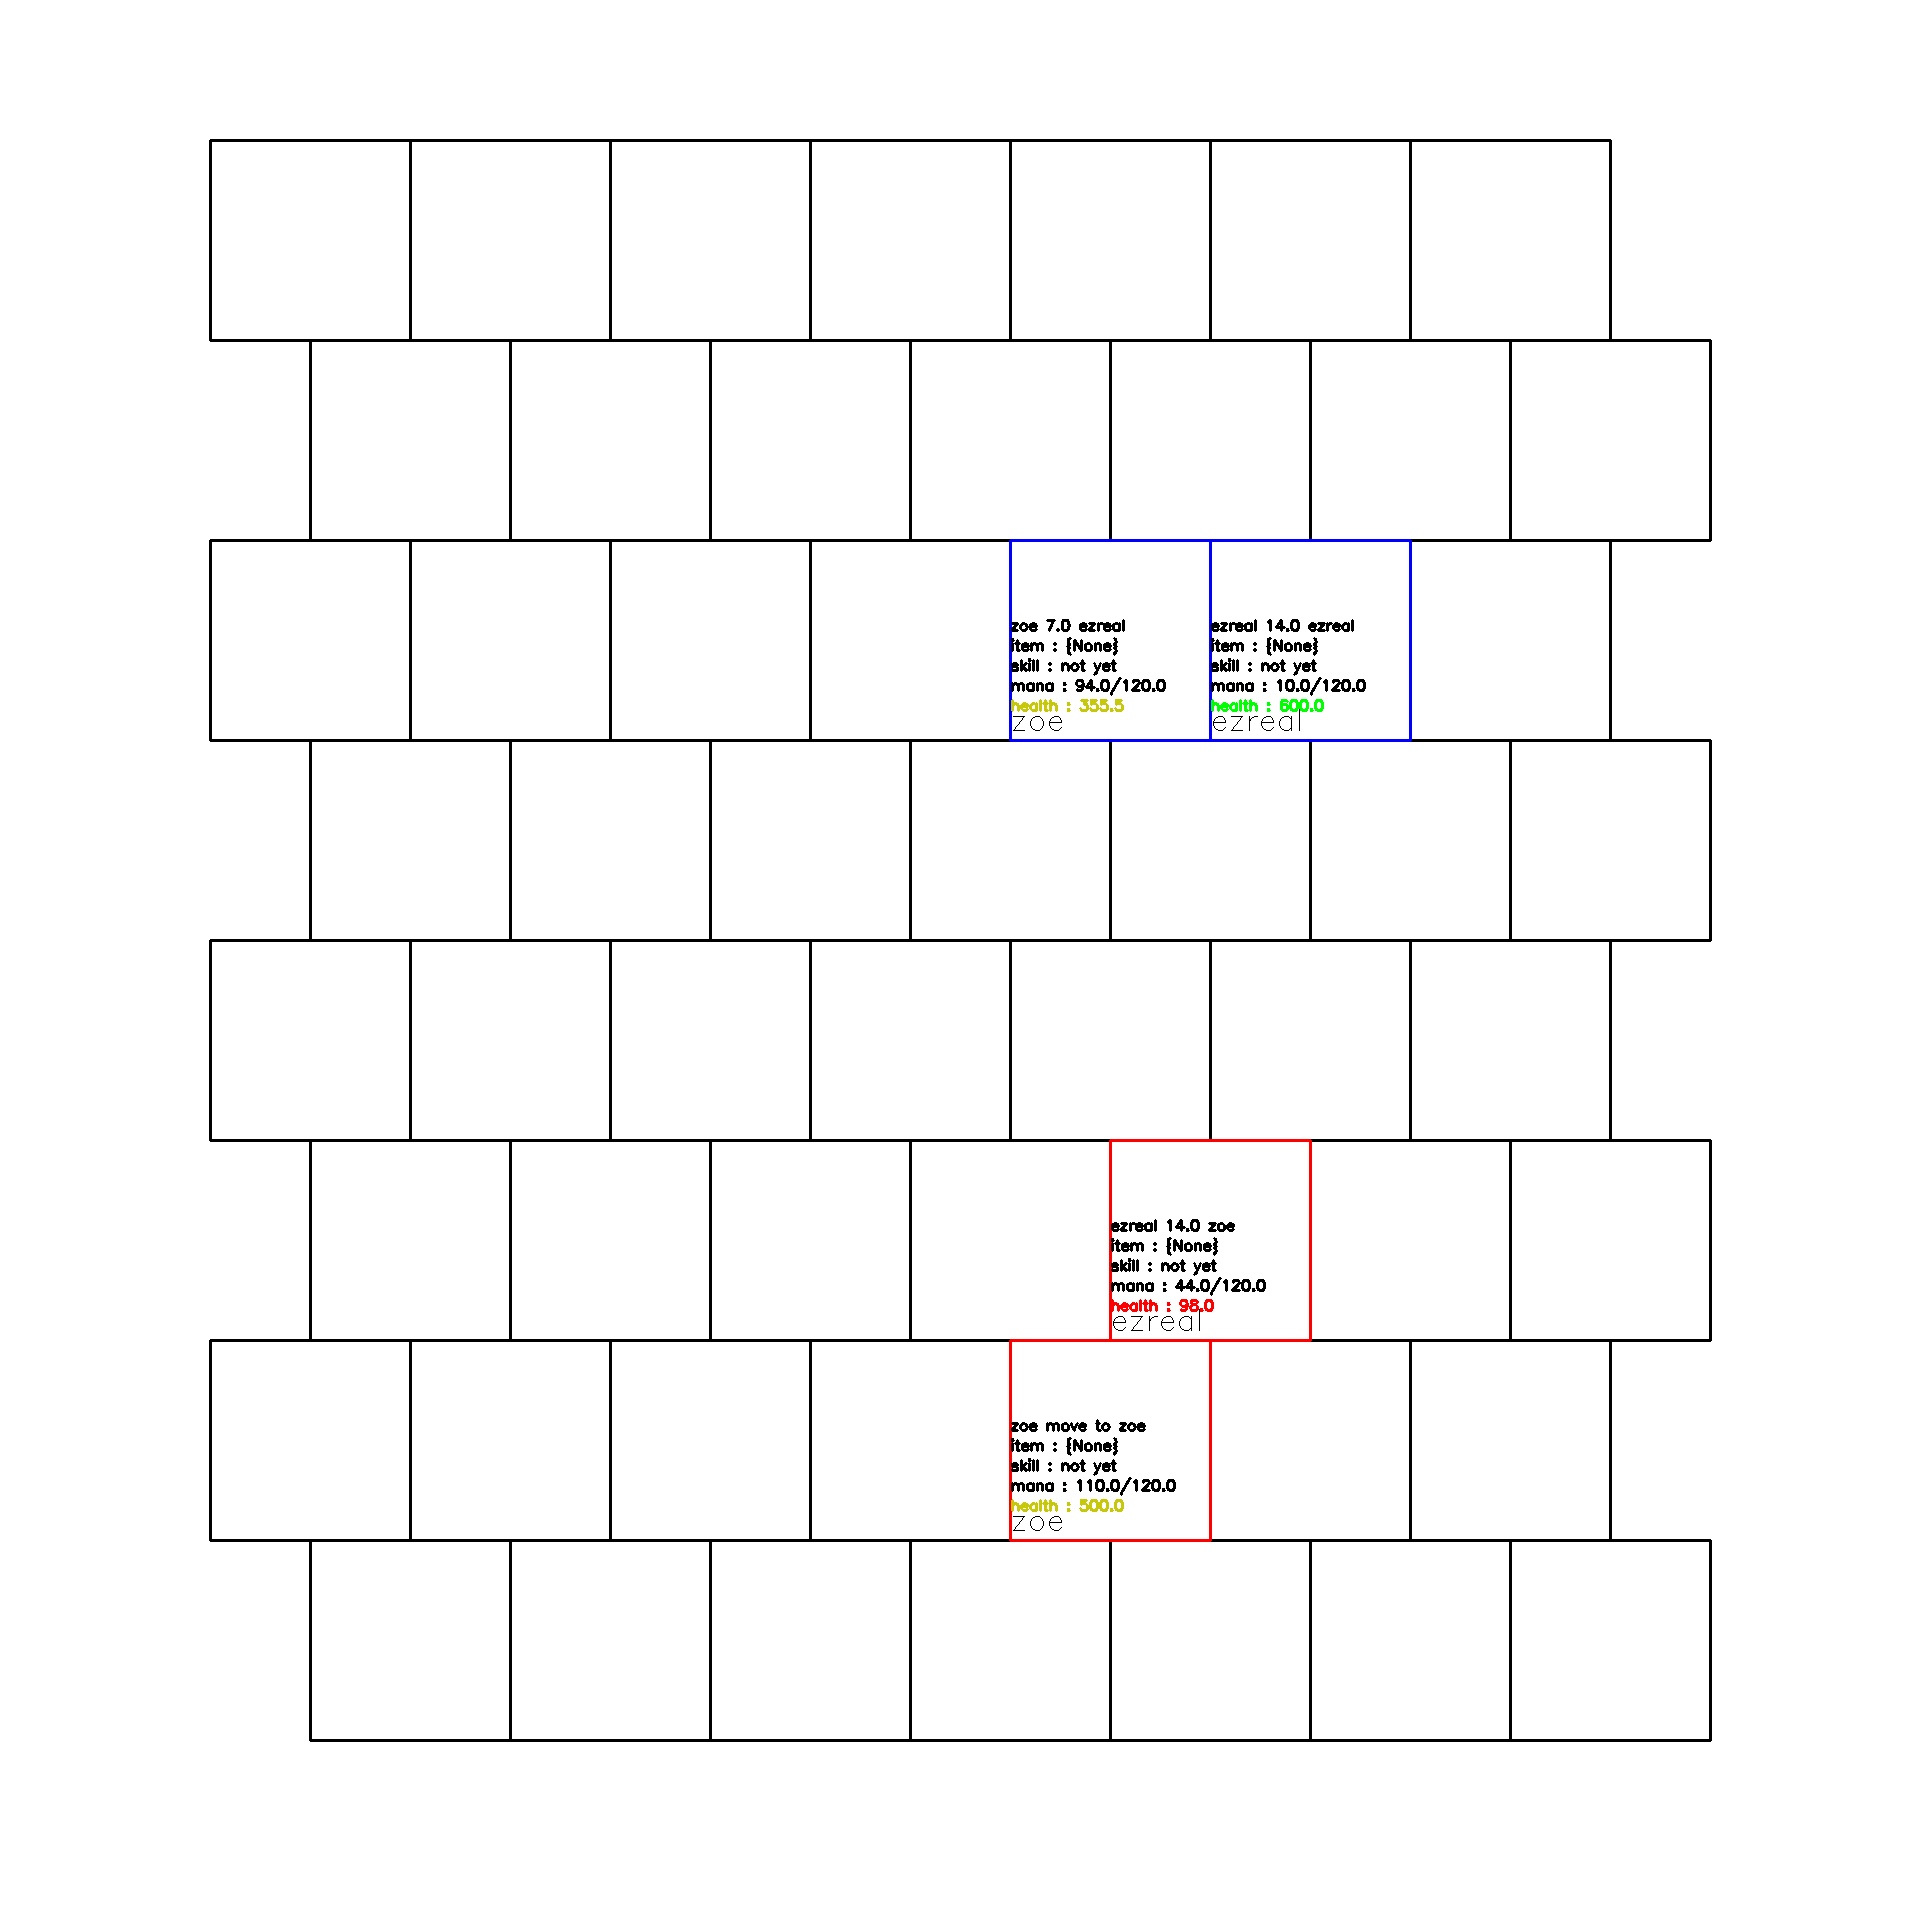 zoe 7.0 ezreal
item : {None}
skill : not yet
mana : 94.0/120.0
health : 355.5
zoe
ezreal 14.0 ezreal
item : {None}
skill : not yet
mana : 10.0/120.0
health : 600.0
ezreal
ezreal 14.0 zoe
item : {None}
skill : not yet
mana : 44.0/120.0
health : 98.0
ezreal
zoe move to zoe
item : {None}
skill : not yet
mana : 110.0/120.0
health : 500.0
zoe